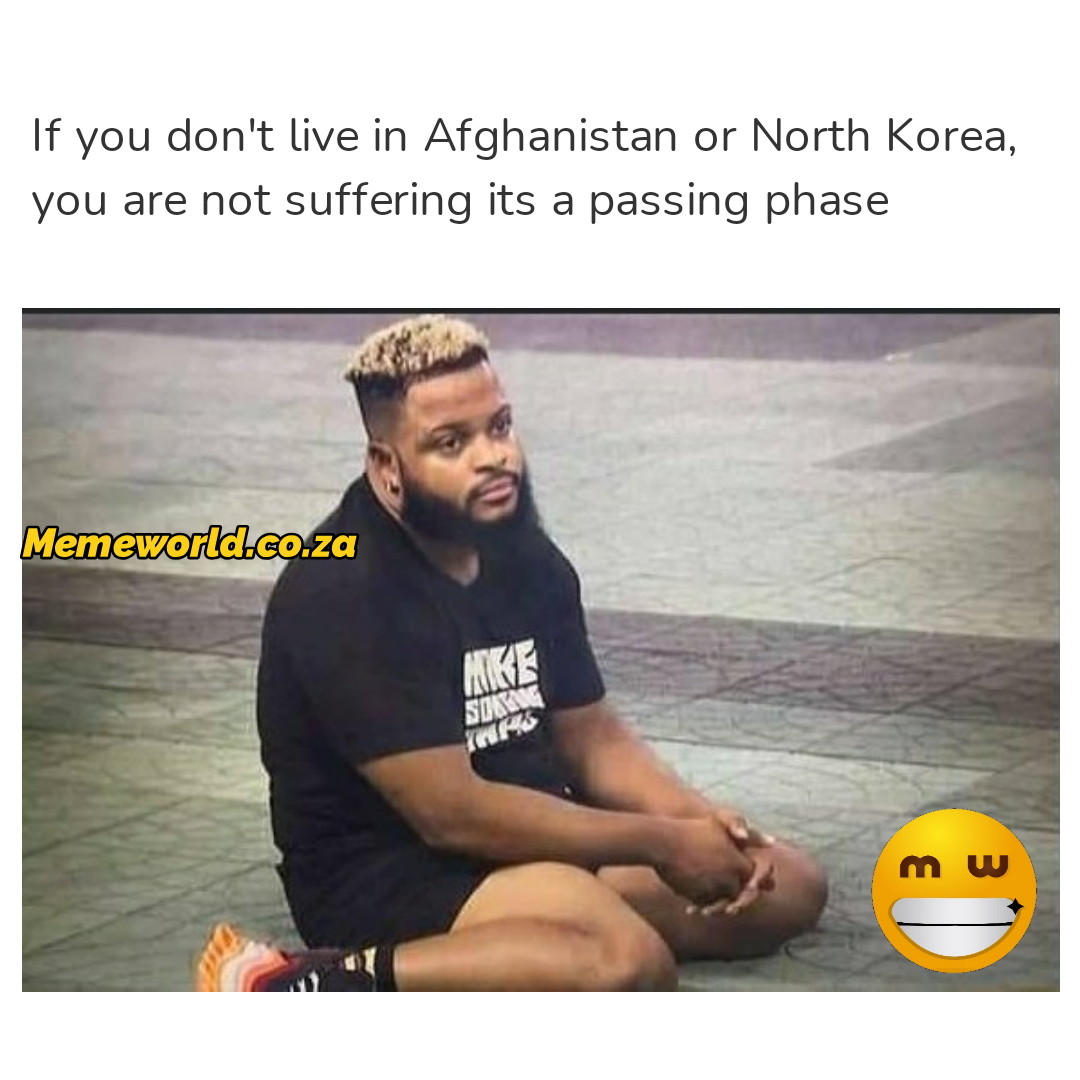 If you don't live in Afghanistan or North Korea,
you are not suffering its a passing phase
Memeworld.co.za
m w